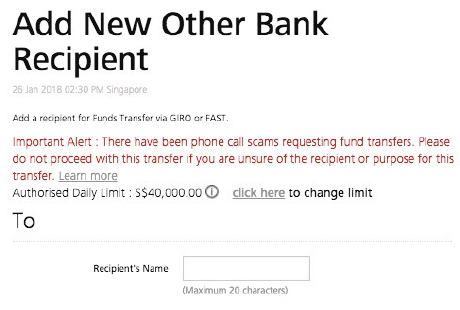 Add New Other Bank
Recipient
26 Jan 2018 02:30 PM Singapore
Add a recipient for Funds Transfer via GIRO or FAST.
Important Alert : There have been phone call scams requesting fund transfers. Please
do not proceed with this transfer if you are unsure of the recipient or purpose for this
transfer. Learn more
Authorised Daily Limit : S$40,000.00 click here to change limit
To
Recipient's Name
(Maximum 20 characters)